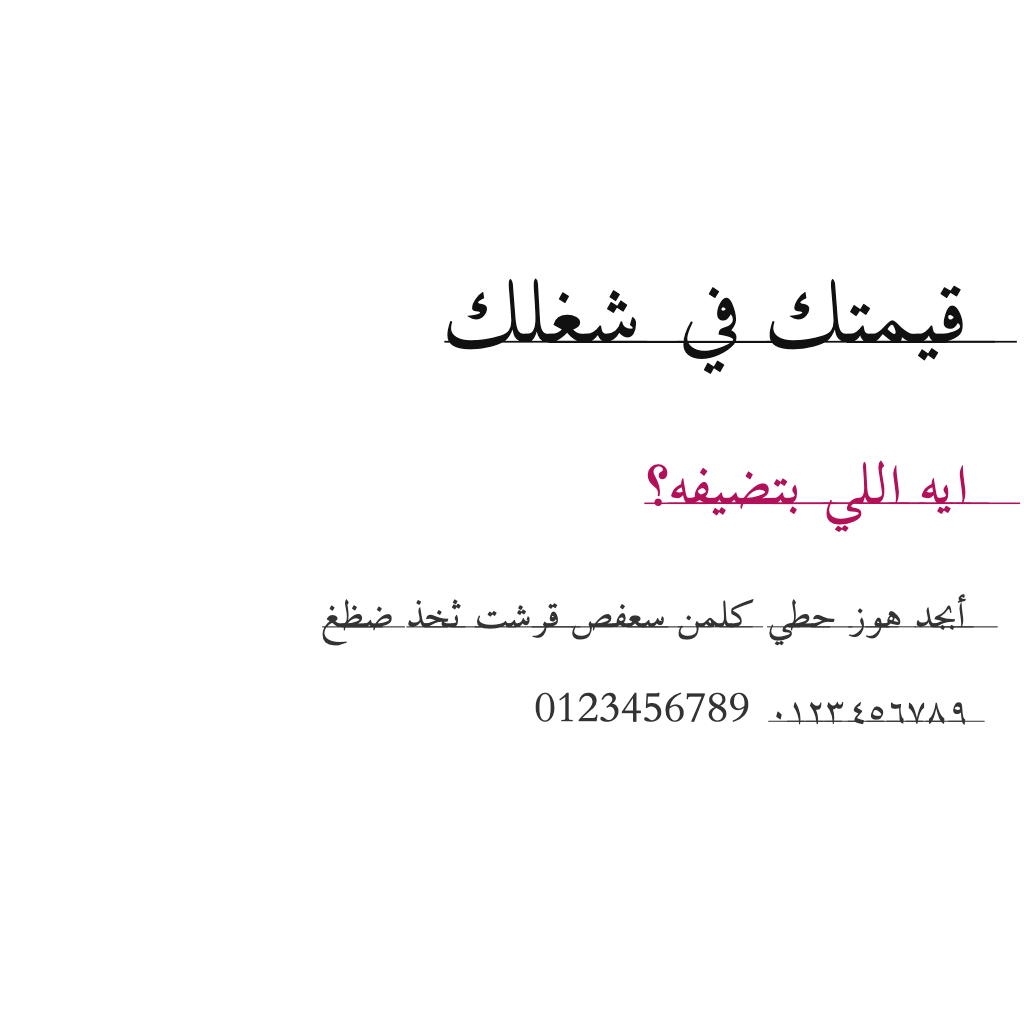 قيمتك في شغلك
ايه اللي بتضيفه؟
أبجد هوز حطي كلمن سعفص قرشت ثخذ ضظغ
٠١٢٣٤٥٦٧٨٩ 0123456789